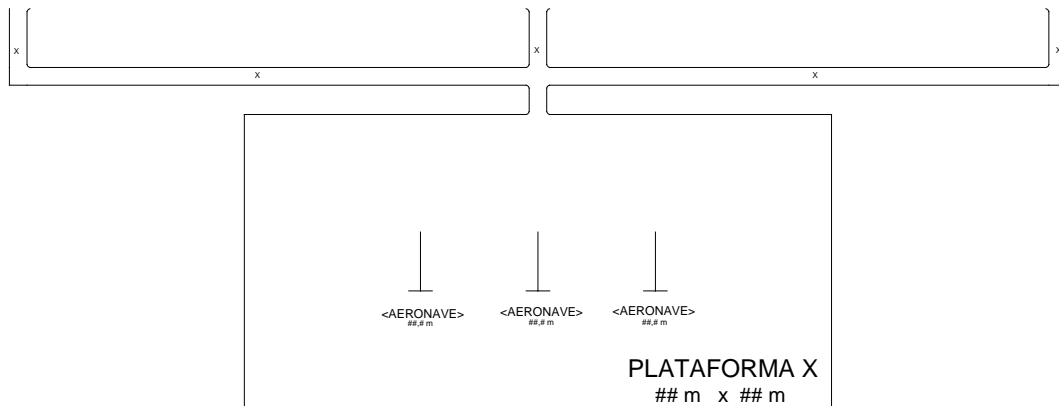 x x x
x x
<AERONAVE> <AERONAVE> <AERONAVE>
##,# m ##,# m ##,# m
PLATAFORMA X
## m x ## m